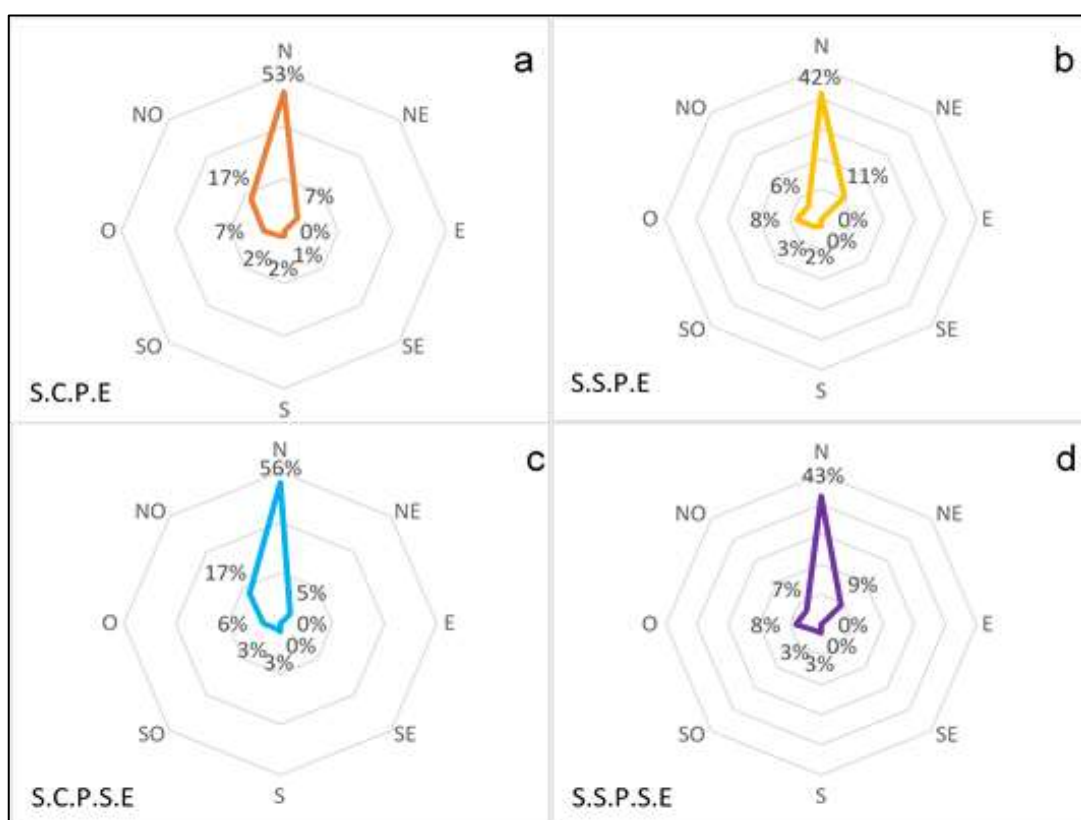 a
N
53%
NO
NE
17%
7%
O
7%
0%
E
2%
2%
1%
SO
SE
S
S.C.P.E
b
N
42%
NO
NE
6%
11%
O
8%
0%
E
3%
2%
0%
SO
SE
S
S.S.P.E
c
N
56%
NO
NE
17%
5%
O
6%
0%
E
3%
3%
0%
SO
SE
S
S.C.P.S.E
d
N
43%
NO
NE
7%
9%
O
8%
0%
E
3%
3%
0%
SO
SE
S
S.S.P.S.E